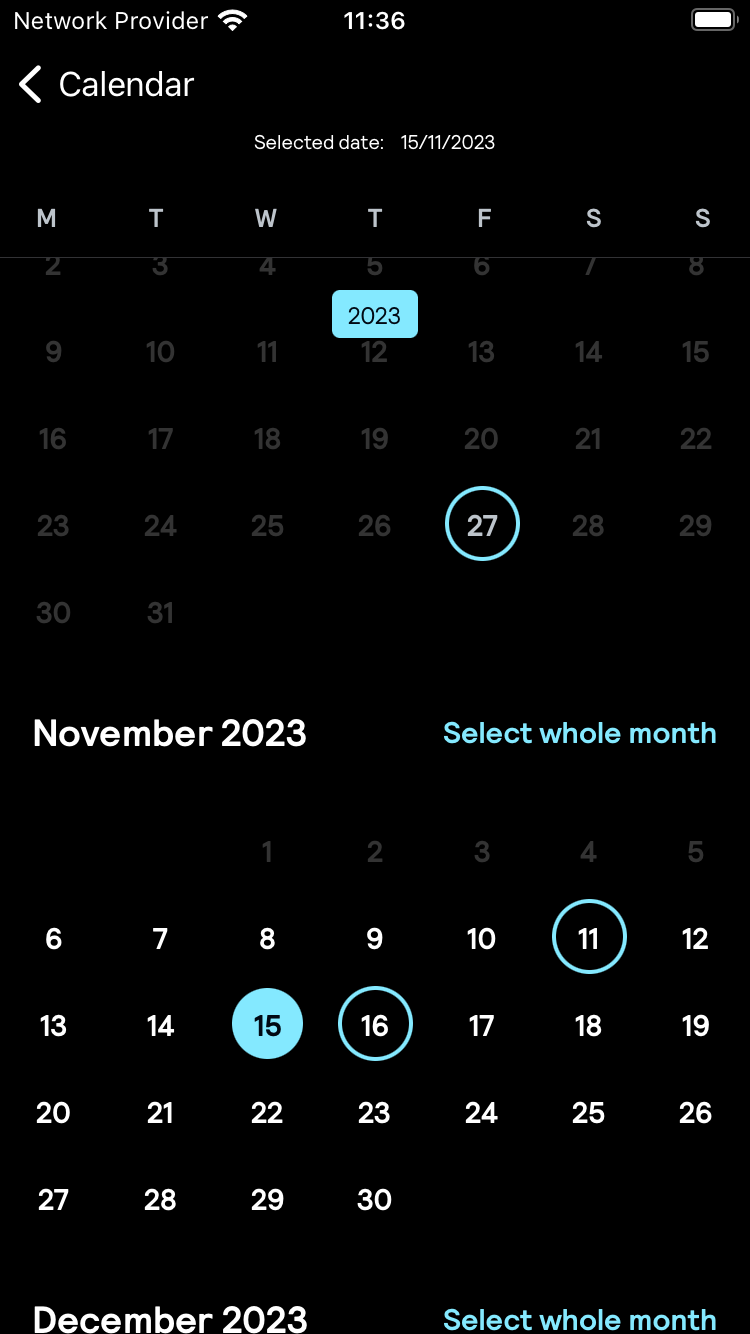 Network Provider 11:36
Calendar
Selected date: 15/11/2023
M T W T F S S
2 3 4 5 6 7 8
2023
9 10 11 12 13 14 15
16 17 18 19 20 21 22
23 24 25 26 27 28 29
30 31
November 2023 Select whole month
1 2 3 4 5
6 7 8 9 10 11 12
13 14 15 16 17 18 19
20 21 22 23 24 25 26
27 28 29 30
December 2023 Select whole month